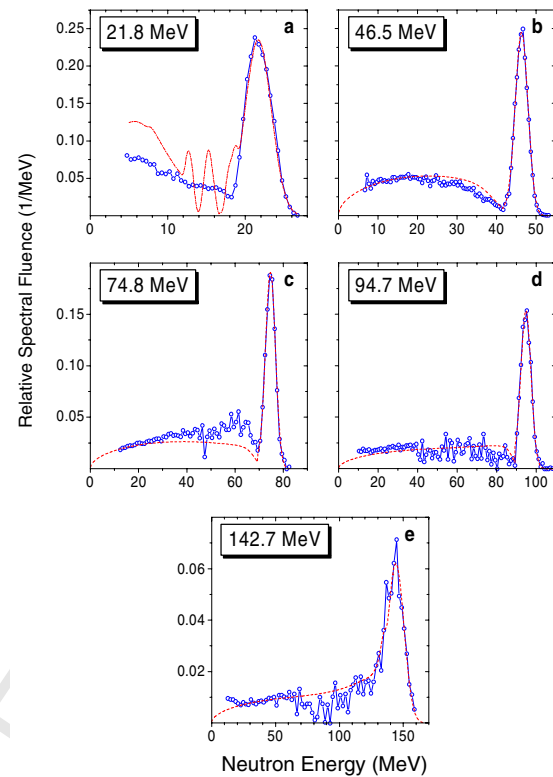 21.8 MeV
a
0.25
0.20
0.15
0.10
0.05
0 10 20
46.5 MeV
b
0 10 20 30 40 50
Relative Spectral Fluence (1/MeV)
74.8 MeV
c
0.15
0.10
0.05
0 20 40 60 80
94.7 MeV
d
0 20 40 60 80 100
142.7 MeV
e
0.06
0.04
0.02
0 50 100 150
Neutron Energy (MeV)